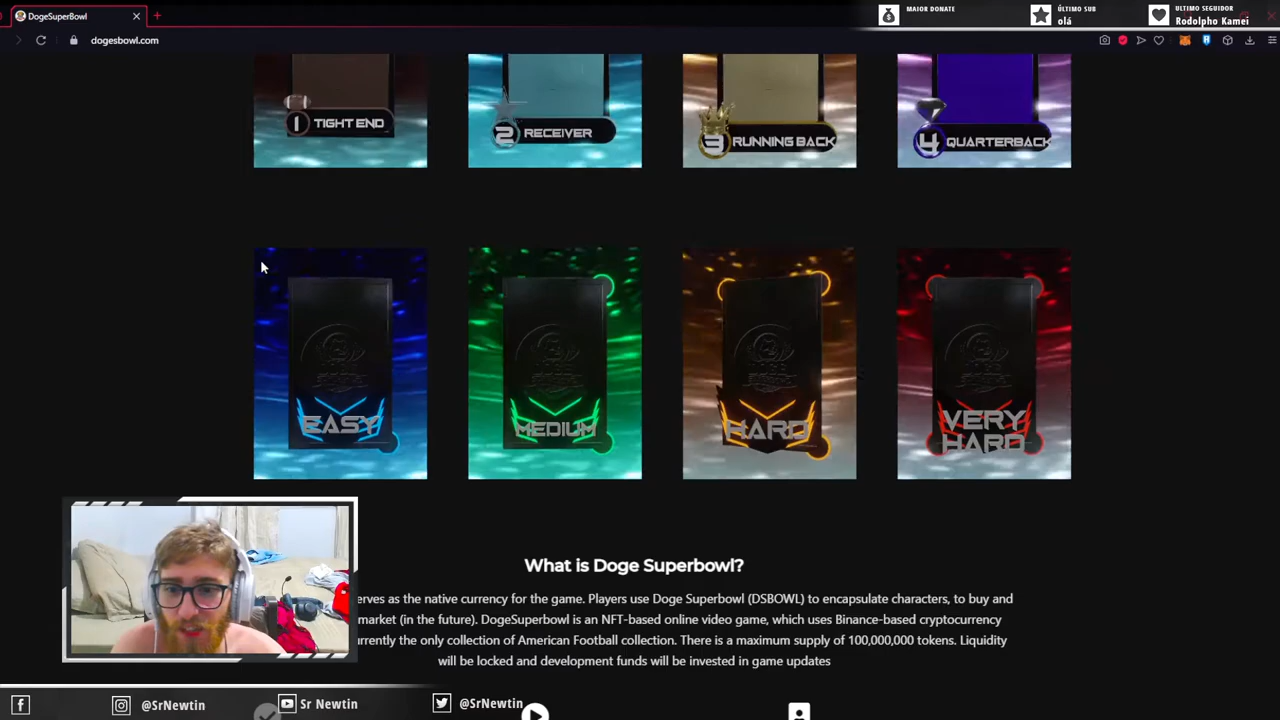 DogeSuperBowl
MAIOR DONATE
ÚLTIMO SUB
olá
ÚLTIMO SEGUIDOR
Rodolpho Kamei
dogesbowl.com
1 TIGHT END
2 RECEIVER
3 RUNNING BACK
4 QUARTERBACK
EASY
MEDIUM
HARD
VERY
HARD
What is Doge Superbowl?
erves as the native currency for the game. Players use Doge Superbowl (DSBOWL) to encapsulate characters, to buy and
market (in the future). DogeSuperbowl is an NFT-based online video game, which uses Binance-based cryptocurrency
urrently the only collection of American Football collection. There is a maximum supply of 100,000,000 tokens. Liquidity
will be locked and development funds will be invested in game updates
@SrNewtin
Sr Newtin
@SrNewtin